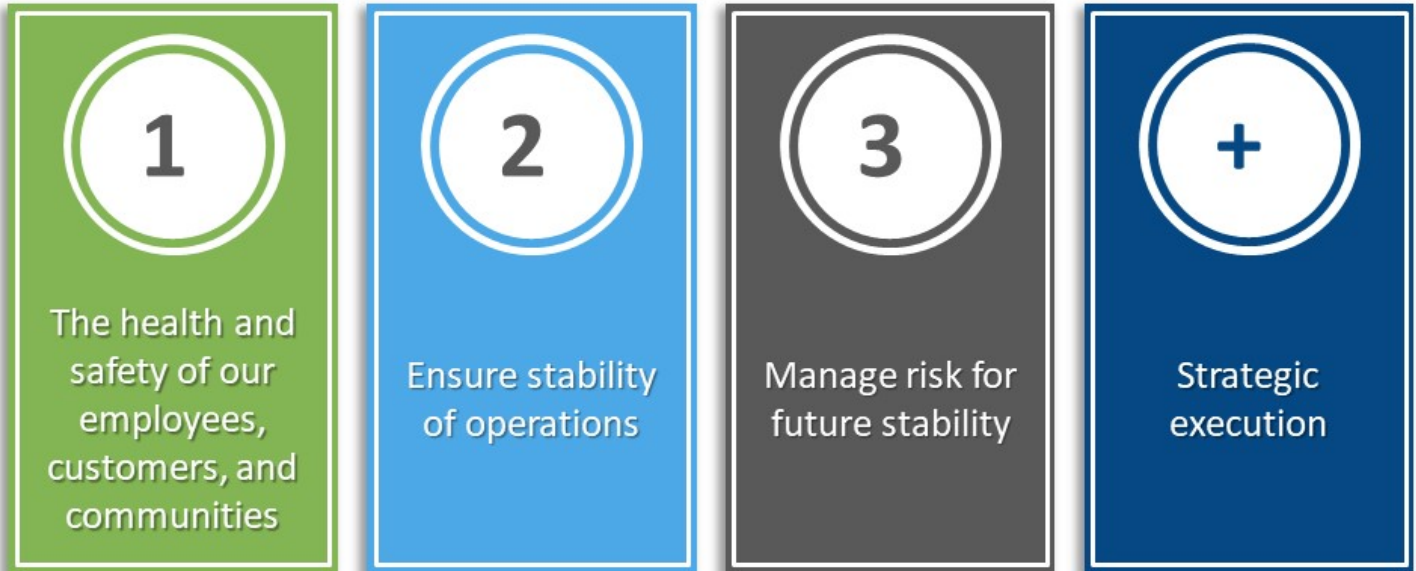 1
The health and
safety of our
employees,
customers, and
communities
2
Ensure stability
of operations
3
Manage risk for
future stability
+
Strategic
execution